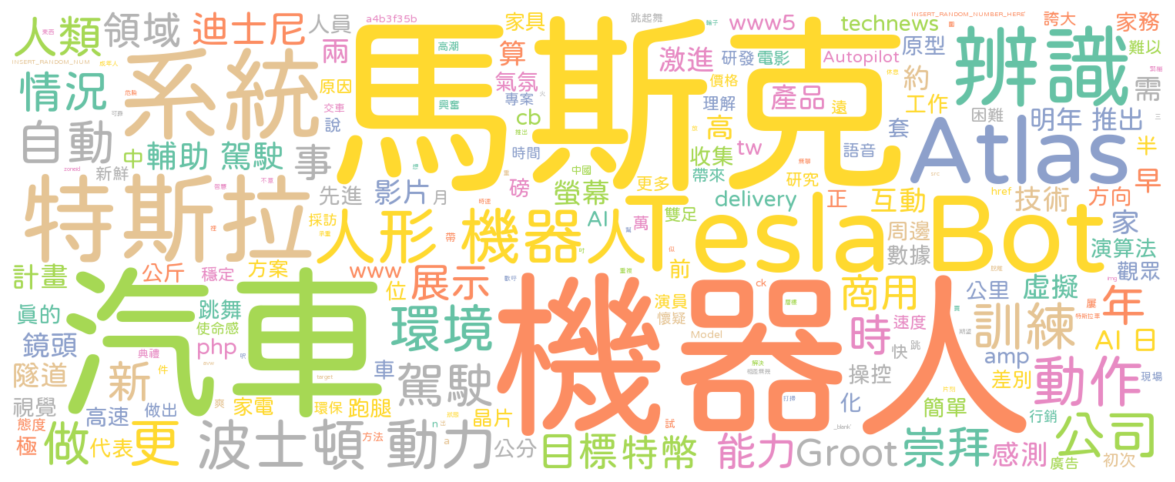 馬斯克
機器人
汽車
特斯拉
系統
Tesla Bot
Atlas
辨識
人形 機器人
波士頓 動力
人類
領域
迪士尼
人員
a4b3f35b
家具
跳起舞
www5
technews
INSERT_RANDOM_NUMBER_HERE
誇大
家務
難以
情況
兩
高潮
算
激進
研發
電影
Autopilot
原型
自動
原因
交車
說
興奮
氣氛
專案
cb
價格
理解
產品
遠
約
工作
困難
需
明年
推出
中
輔助 駕駛
新鮮
事
時間
中國
收集
帶來
高
tw
語音
套
半
早
先進
影片
月
磅
螢幕
更多
研究
delivery
正
互動
href
技術
方向
採訪
帶
AI
萬
雙足
周邊
數據
家
演算法
觀眾
計畫
公斤
穩定
方案
www
位
展示
前
演員
懷疑
ck
商用
公里
虛擬
年
真的
跳舞
使命感
環境
Model
時
速度
快
跳
訓練
AI
日
鏡頭
php
典禮
車
駕駛
操控
amp
差別
動作
現場
隧道
新
件
視覺
高速
做出
家電
環保
跑腿
晶片
化
簡單
行銷
態度
極
做
代表
更
方法
公分
目標
特幣
試
能力
Groot
崇拜
感測
廣告
公司
初次